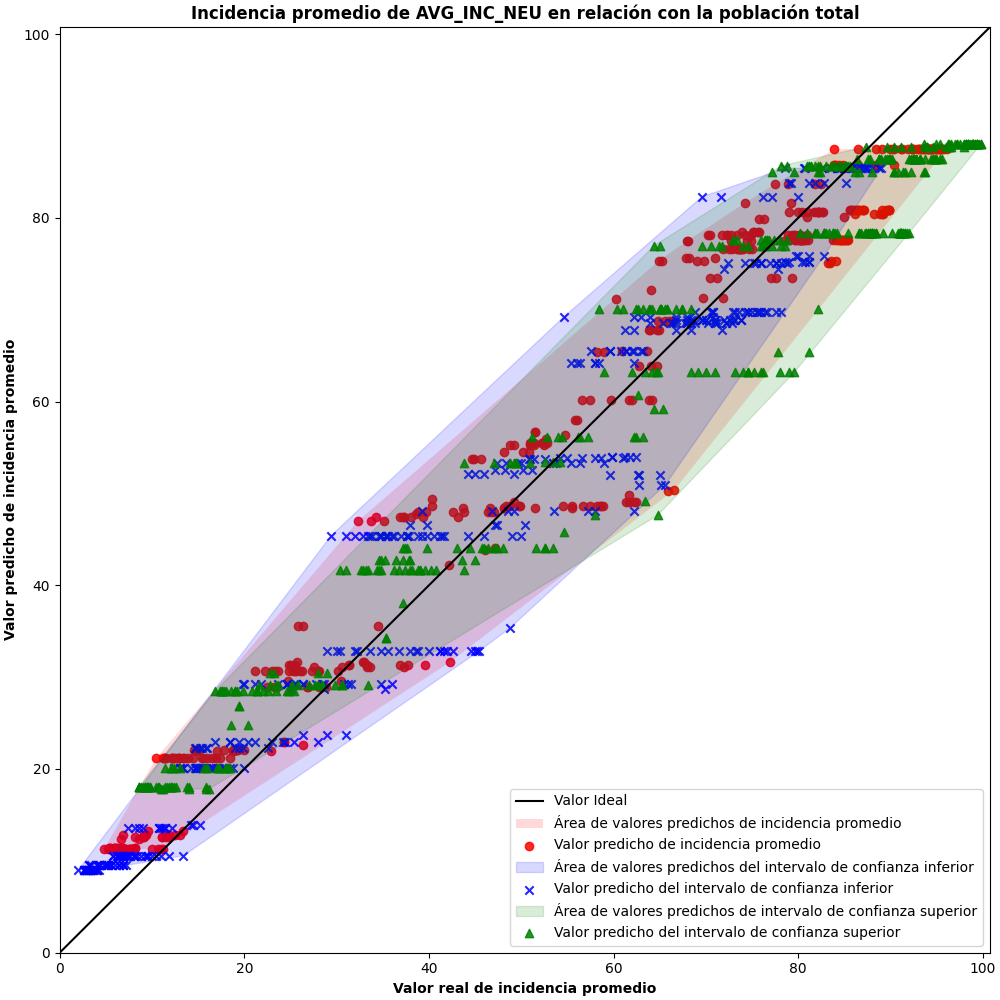 Incidencia promedio de AVG_INC_NEU en relación con la población total
100
80
60
40
20
0
Valor predicho de incidencia promedio
Valor Ideal
Área de valores predichos de incidencia promedio
Valor predicho de incidencia promedio
Área de valores predichos del intervalo de confianza inferior
Valor predicho del intervalo de confianza inferior
Área de valores predichos de intervalo de confianza superior
Valor predicho del intervalo de confianza superior
0 20 40 60 80 100
Valor real de incidencia promedio